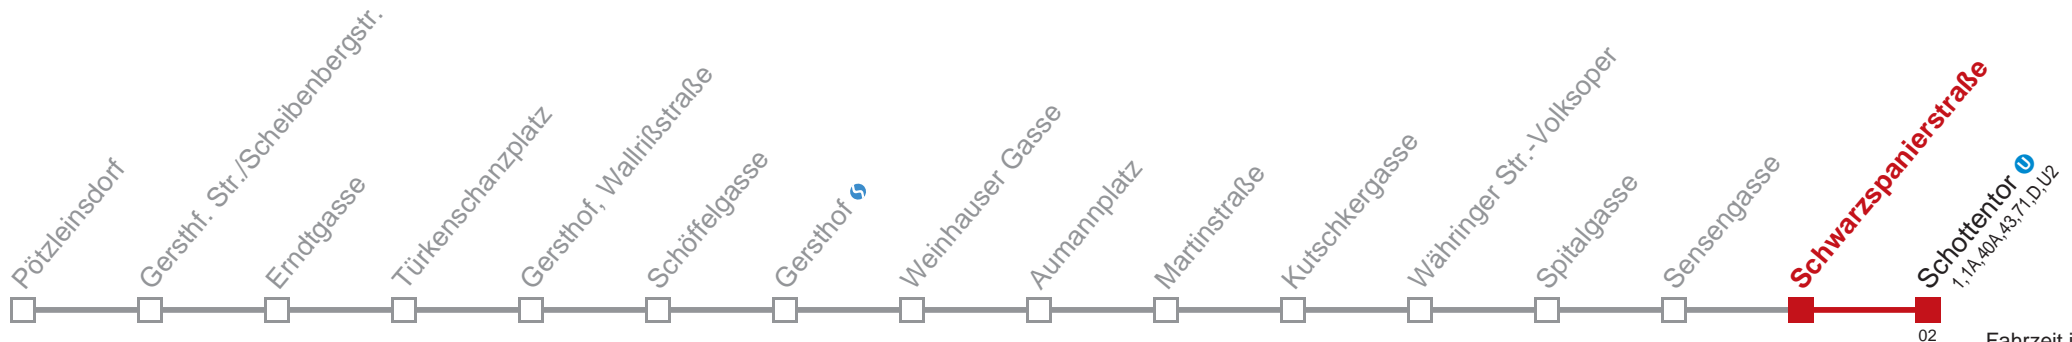 Pötzleinsdorf
Gersthf. Str./Scheibenbergstr.
Erndtgasse
Türkenschanzplatz
Gersthof, Wallrißstraße
Schöffelgasse
Gersthof
Weinhauser Gasse
Aumannplatz
Martinstraße
Kutschkergasse
Währinger Str.-Volksoper
Spitalgasse
Sensengasse
Schwarzspanierstraße
Schottentor U
1,1A,40A,43,71,D,U2
02
Fahrzeit i